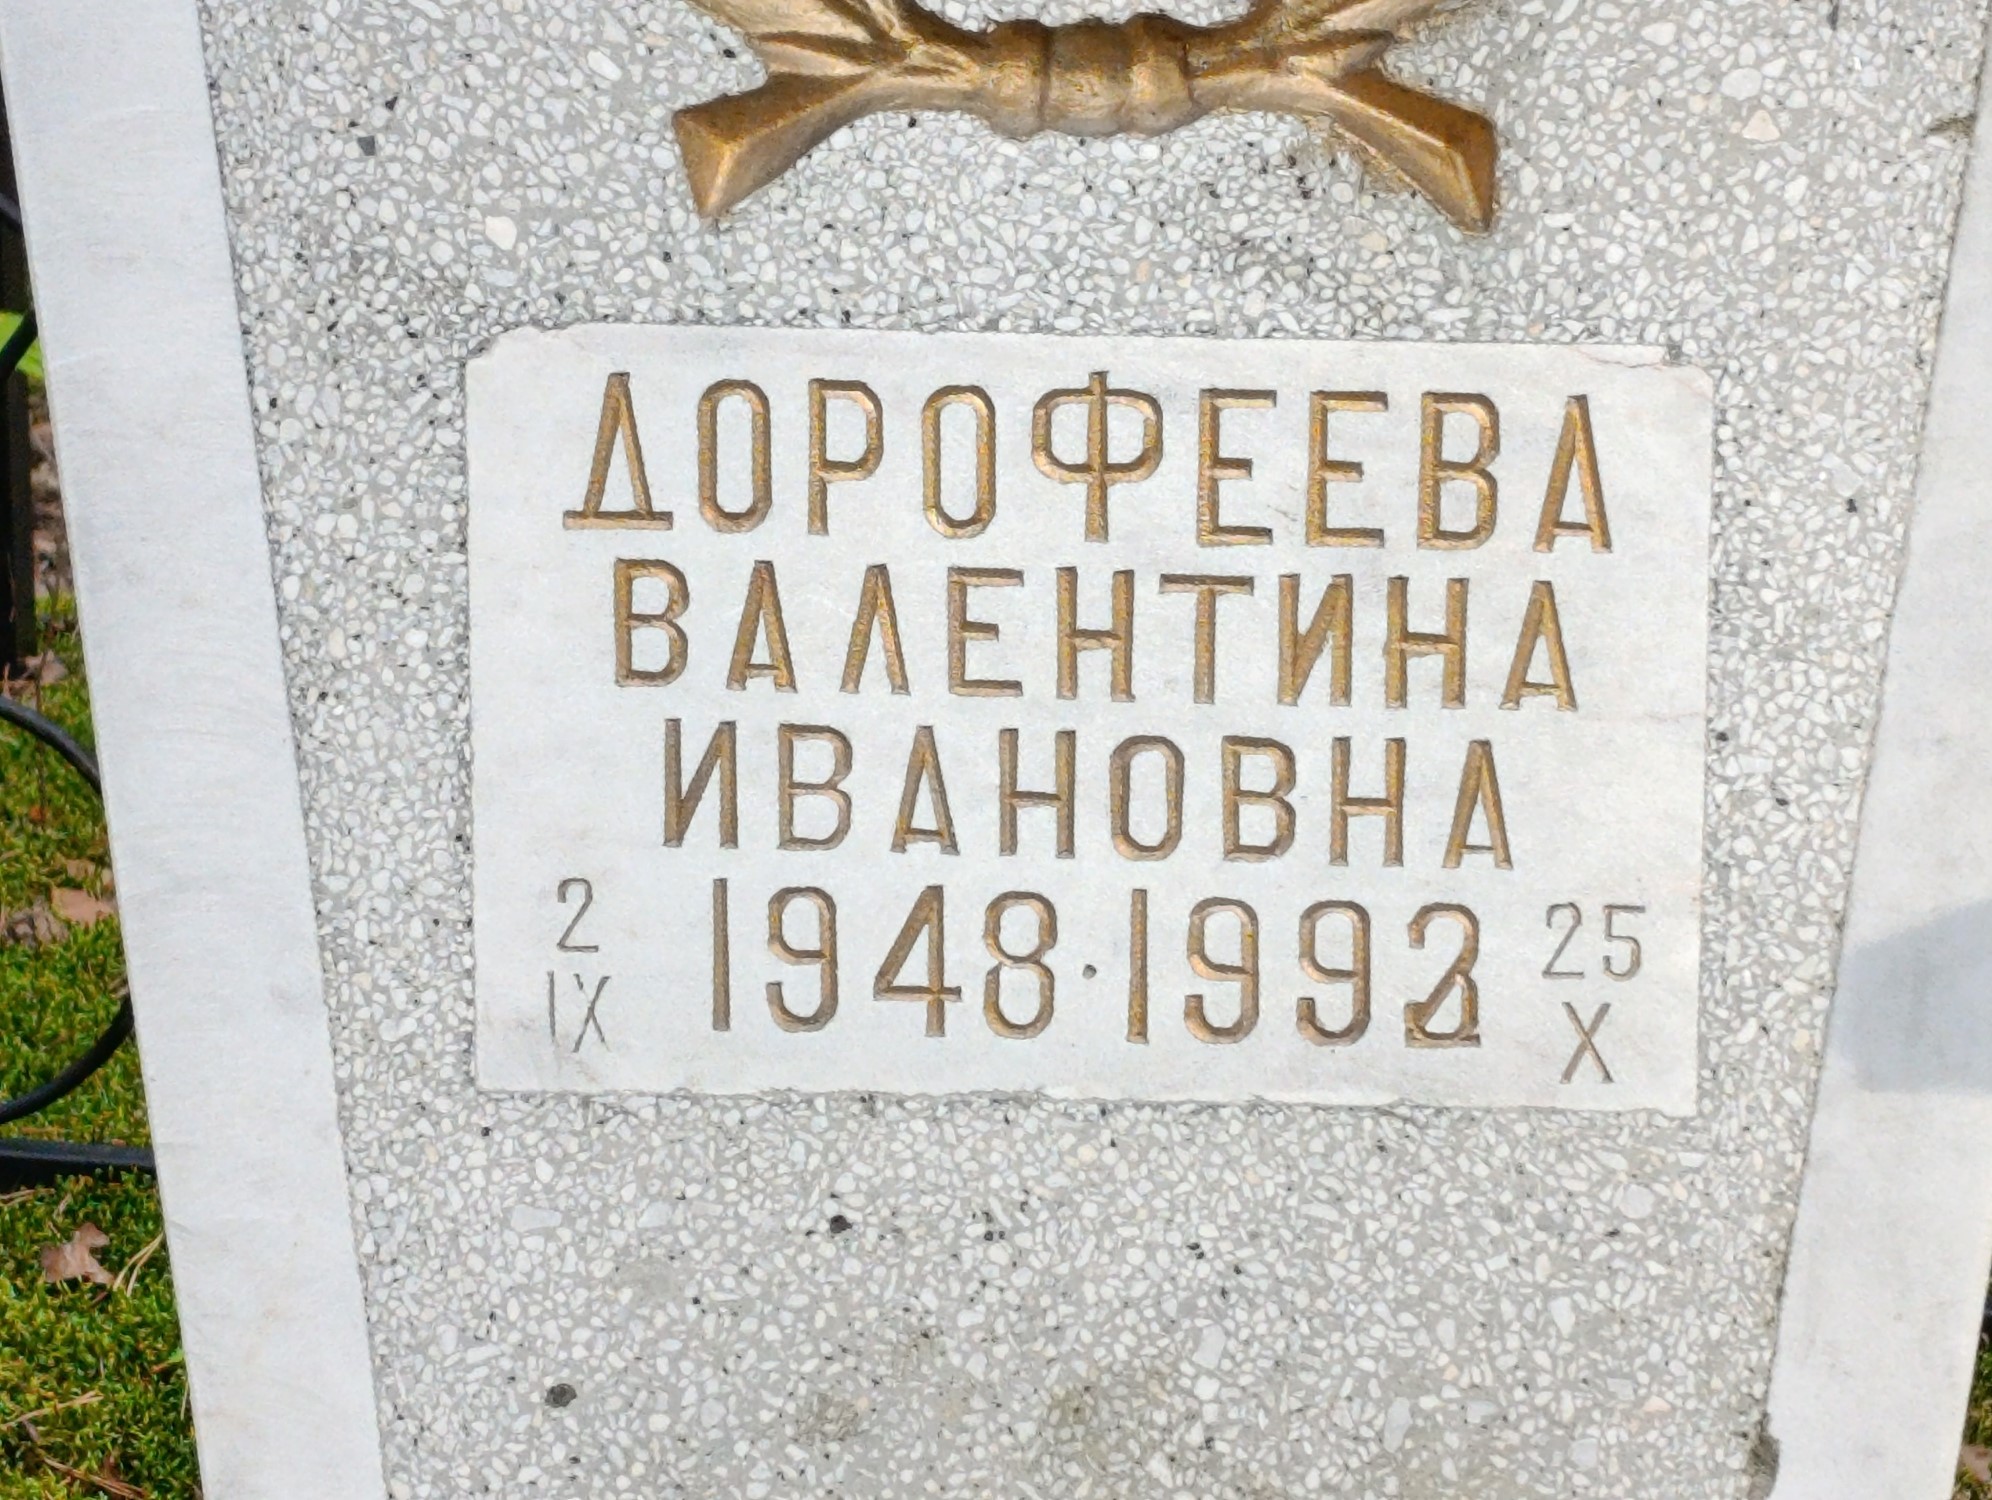 ДОРОФЕЕВА
ВАЛЕНТИНА
ИВАНОВНА
2 1948·1992 25
IX X